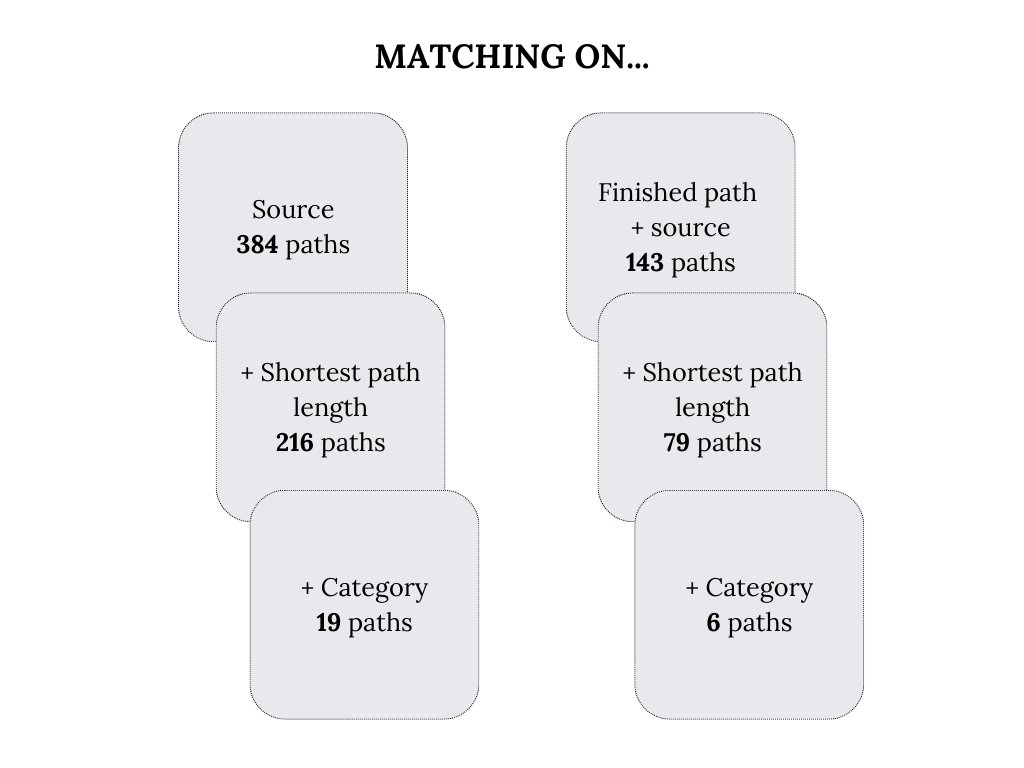 MATCHING ON...
Source
384 paths
+ Shortest path
length
216 paths
+ Category
19 paths
Finished path
+ source
143 paths
+ Shortest path
length
79 paths
+ Category
6 paths